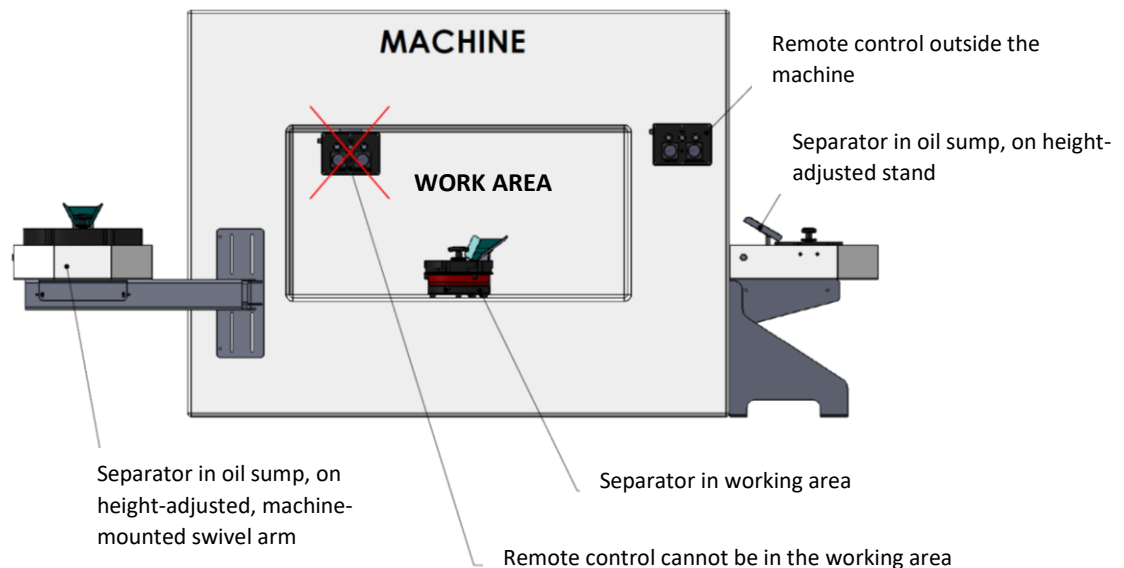 MACHINE
Remote control outside the
machine
Separator in oil sump, on height-
adjusted stand
WORK AREA
Separator in oil sump, on
height-adjusted, machine-
mounted swivel arm
Separator in working area
Remote control cannot be in the working area